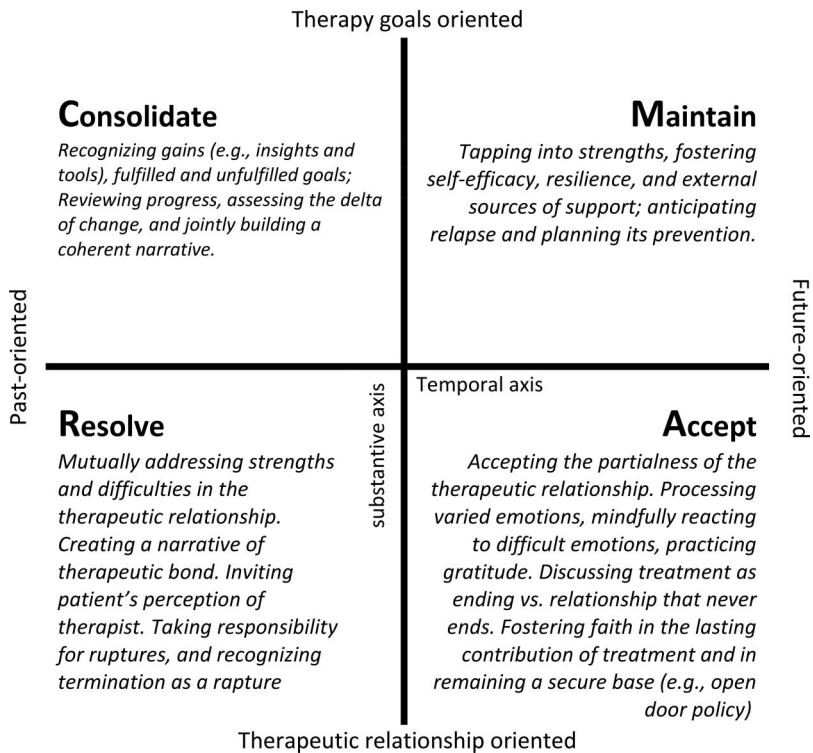 Therapy goals oriented
Consolidate
Recognizing gains (e.g., insights and
tools), fulfilled and unfulfilled goals;
Reviewing progress, assessing the delta
of change, and jointly building a
coherent narrative.
Maintain
Tapping into strengths, fostering
self-efficacy, resilience, and external
sources of support; anticipating
relapse and planning its prevention.
Past-oriented
Future-oriented
Temporal axis
substantive axis
Resolve
Mutually addressing strengths
and difficulties in the
therapeutic relationship.
Creating a narrative of
therapeutic bond. Inviting
patient's perception of
therapist. Taking responsibility
for ruptures, and recognizing
termination as a rapture
Accept
Accepting the partialness of the
therapeutic relationship. Processing
varied emotions, mindfully reacting
to difficult emotions, practicing
gratitude. Discussing treatment as
ending vs. relationship that never
ends. Fostering faith in the lasting
contribution of treatment and in
remaining a secure base (e.g., open
door policy)
Therapeutic relationship oriented